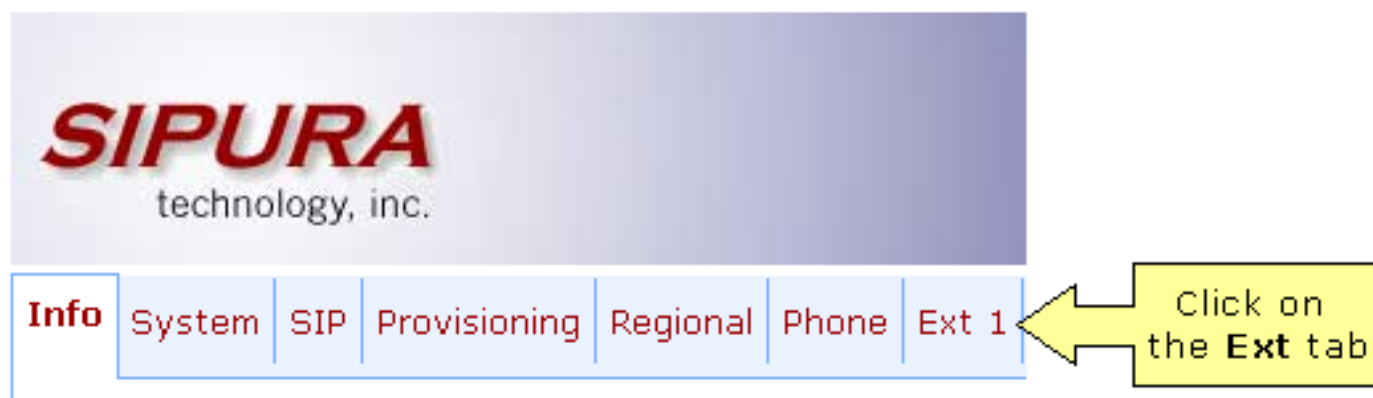 SIPURA
technology, inc.
Info System SIP Provisioning Regional Phone Ext 1
Click on
the Ext tab